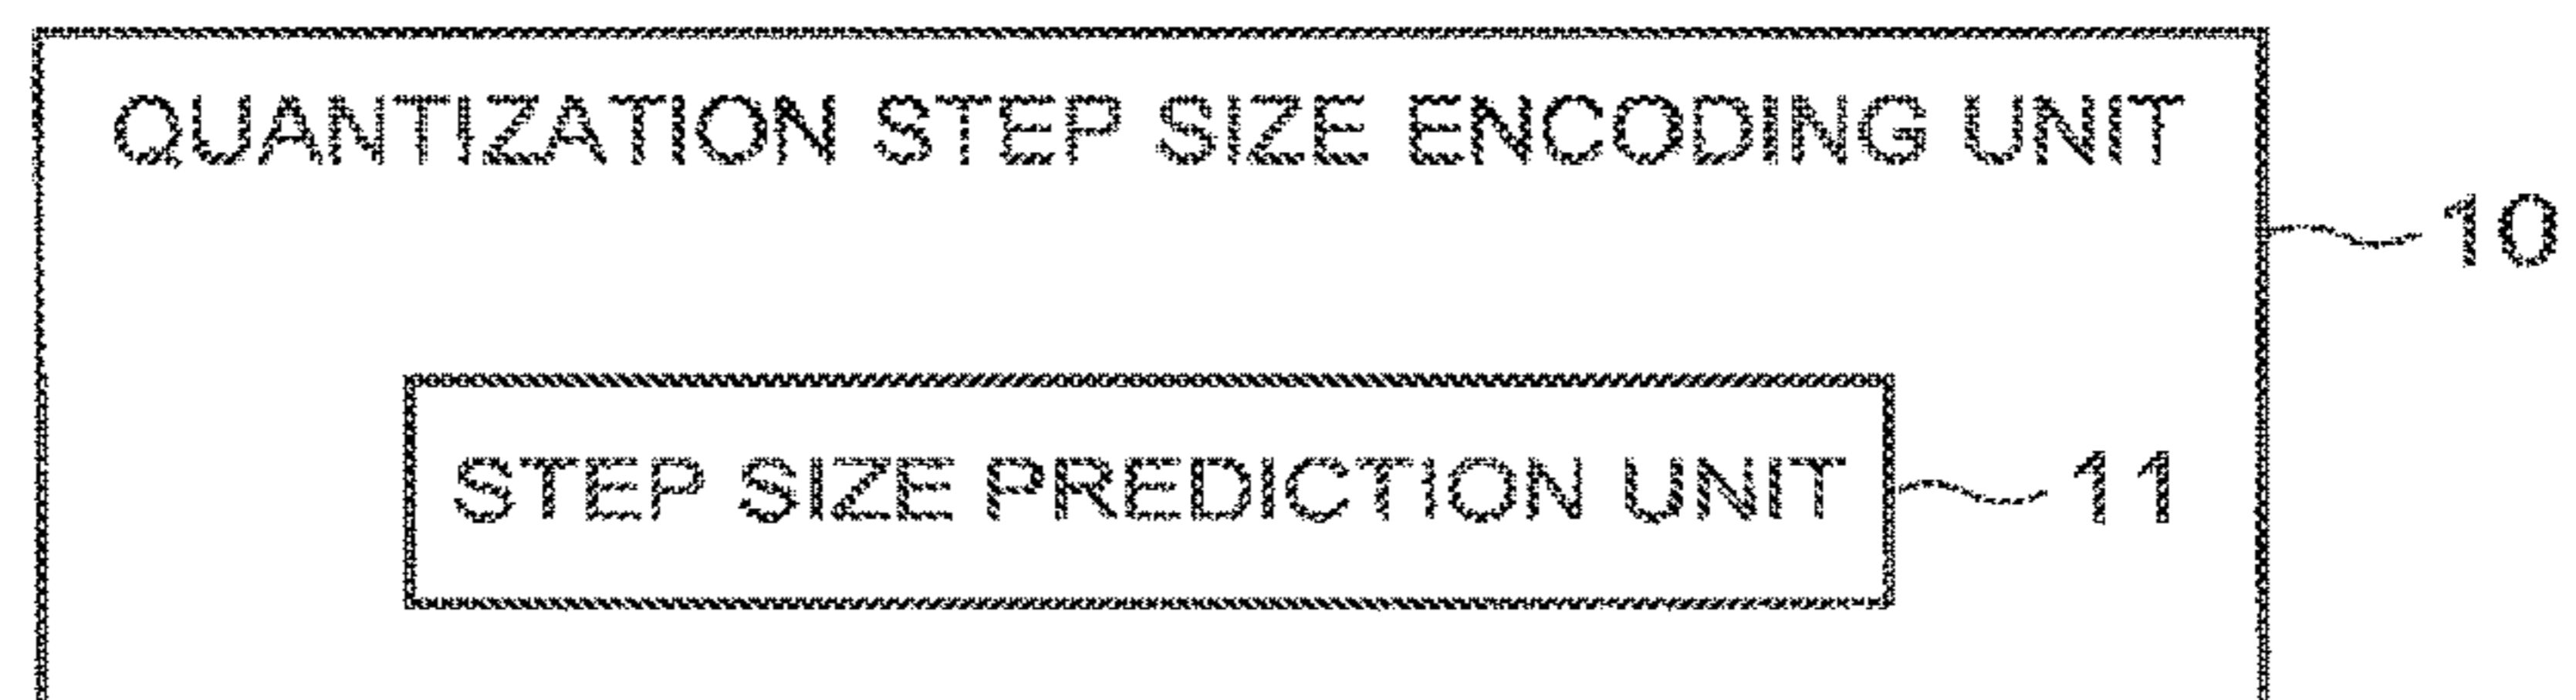 QUANTIZATION STEP SIZE ENCODING UNIT
10
STEP SIZE PREDICTION UNIT
11